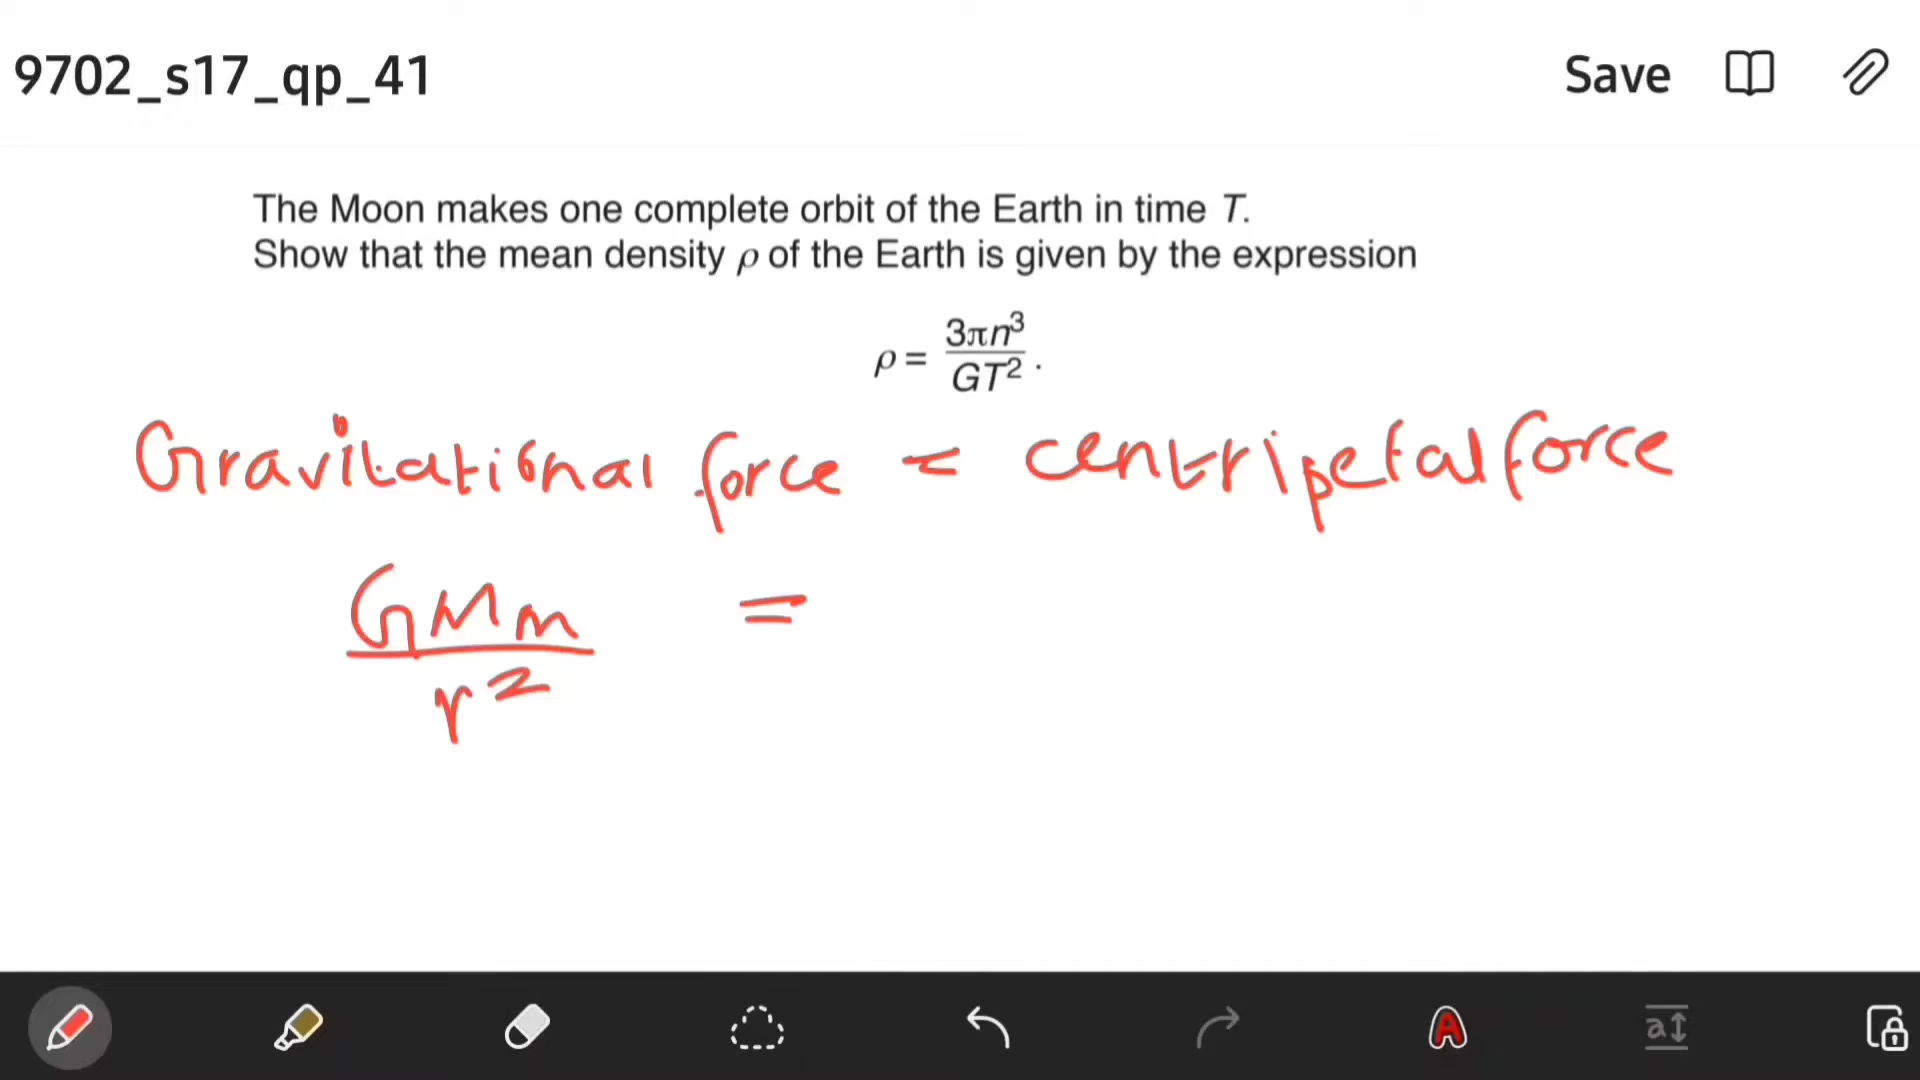 9702_s17_qp_41 Save
The Moon makes one complete orbit of the Earth in time T.
Show that the mean density ρ of the Earth is given by the expression
ρ = 3πn³ / GT² .
Gravitational force = centripetal force
GMm / r² =
A a